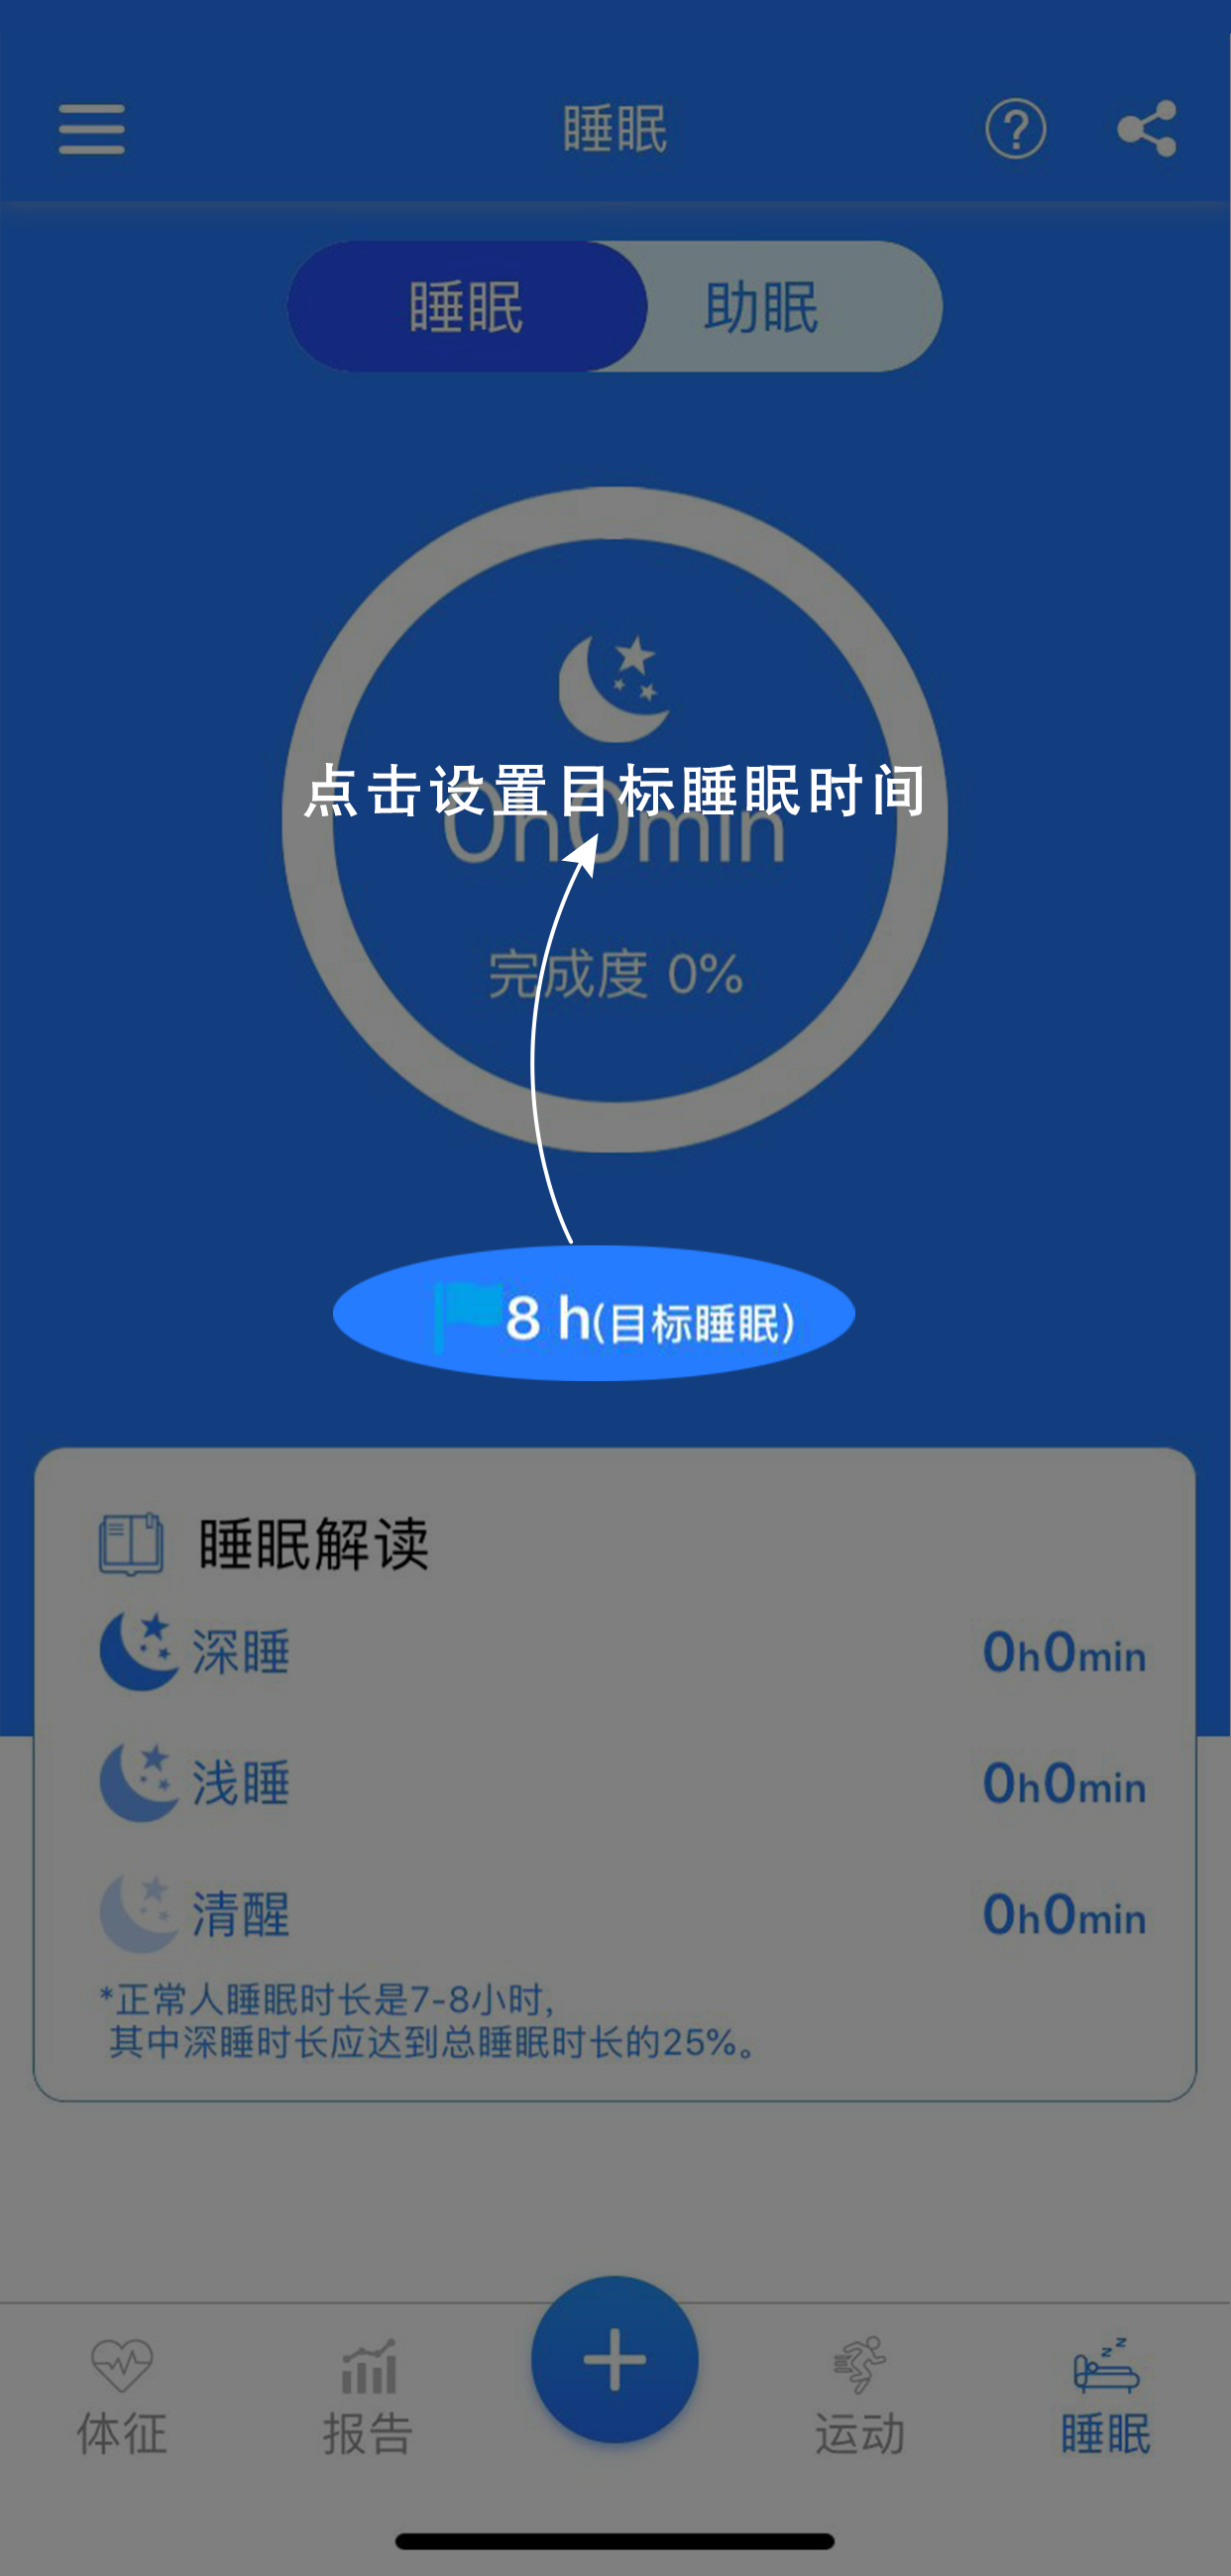 睡眠
睡眠 助眠
点击设置目标睡眠时间
0h0min
完成度 0%
8 h(目标睡眠)
睡眠解读
深睡 0h0min
浅睡 0h0min
清醒 0h0min
*正常人睡眠时长是7-8小时,
其中深睡时长应达到总睡眠时长的25%。
体征 报告 运动 睡眠